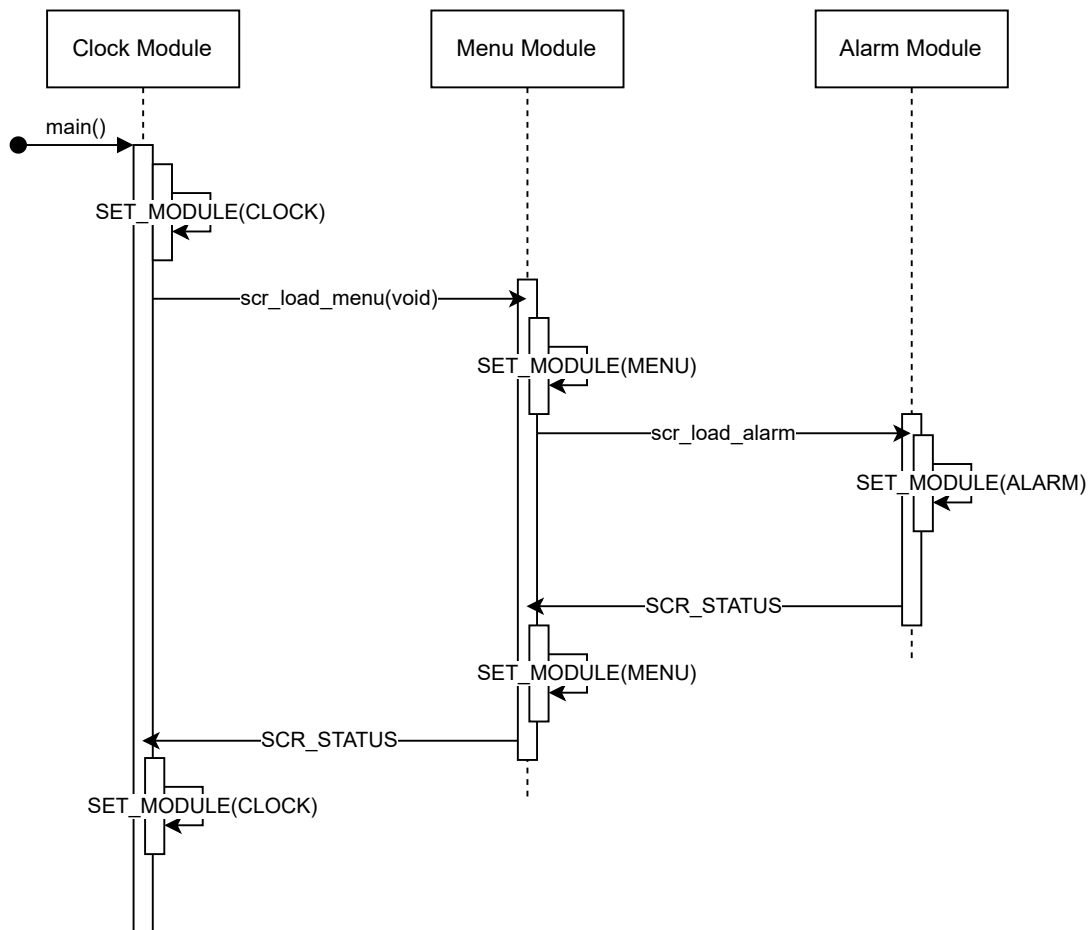 Clock Module
Menu Module
Alarm Module
main()
SET_MODULE(CLOCK)
scr_load_menu(void)
SET_MODULE(MENU)
scr_load_alarm
SET_MODULE(ALARM)
SCR_STATUS
SET_MODULE(MENU)
SCR_STATUS
SET_MODULE(CLOCK)